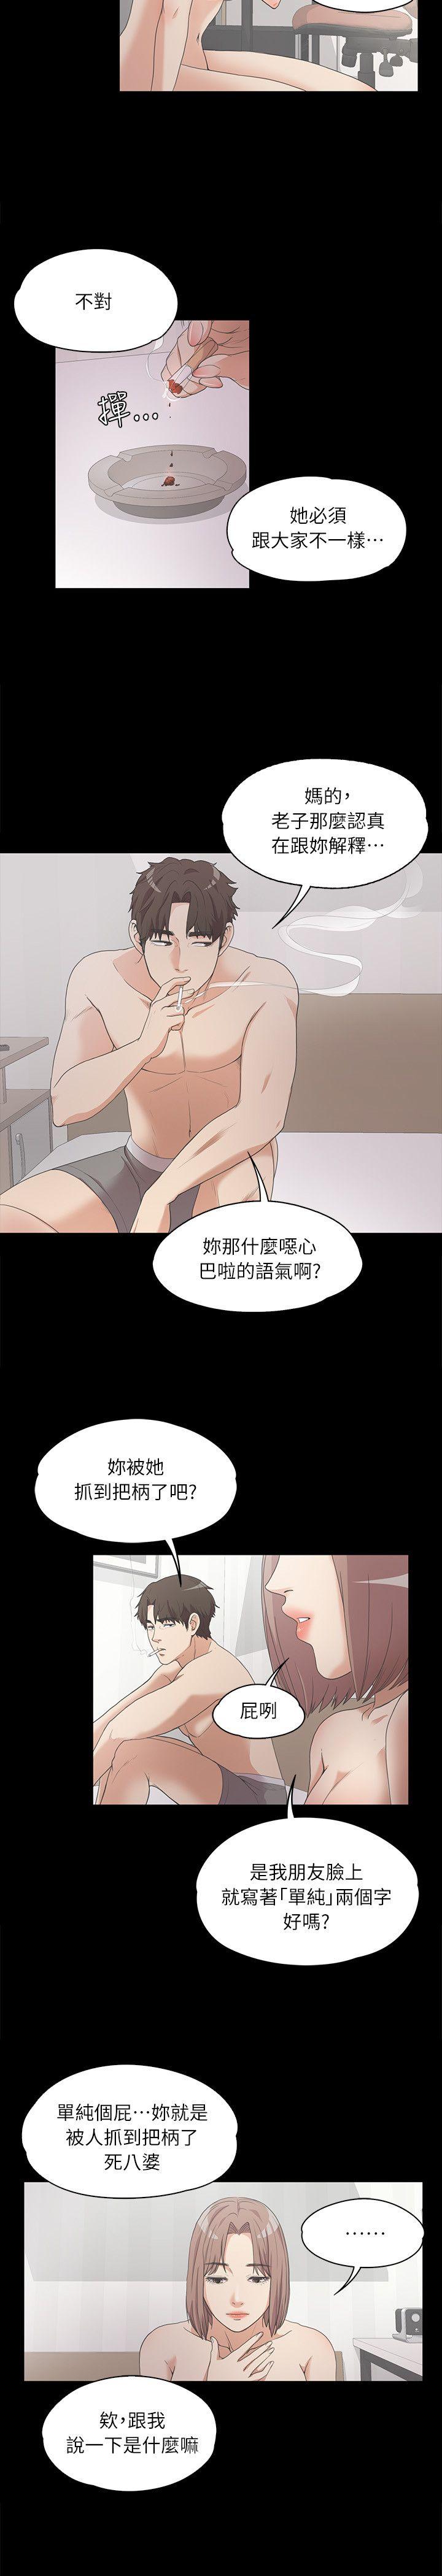 不對
撣…
她必須
跟大家不一樣…
媽的,
老子那麼認真
在跟妳解釋…
妳那什麼噁心
巴啦的語氣啊?
妳被她
抓到把柄了吧?
屁咧
是我朋友臉上
就寫著「單純」兩個字
好嗎?
單純個屁…妳就是
被人抓到把柄了
死八婆
……
欸,跟我
說一下是什麼嘛